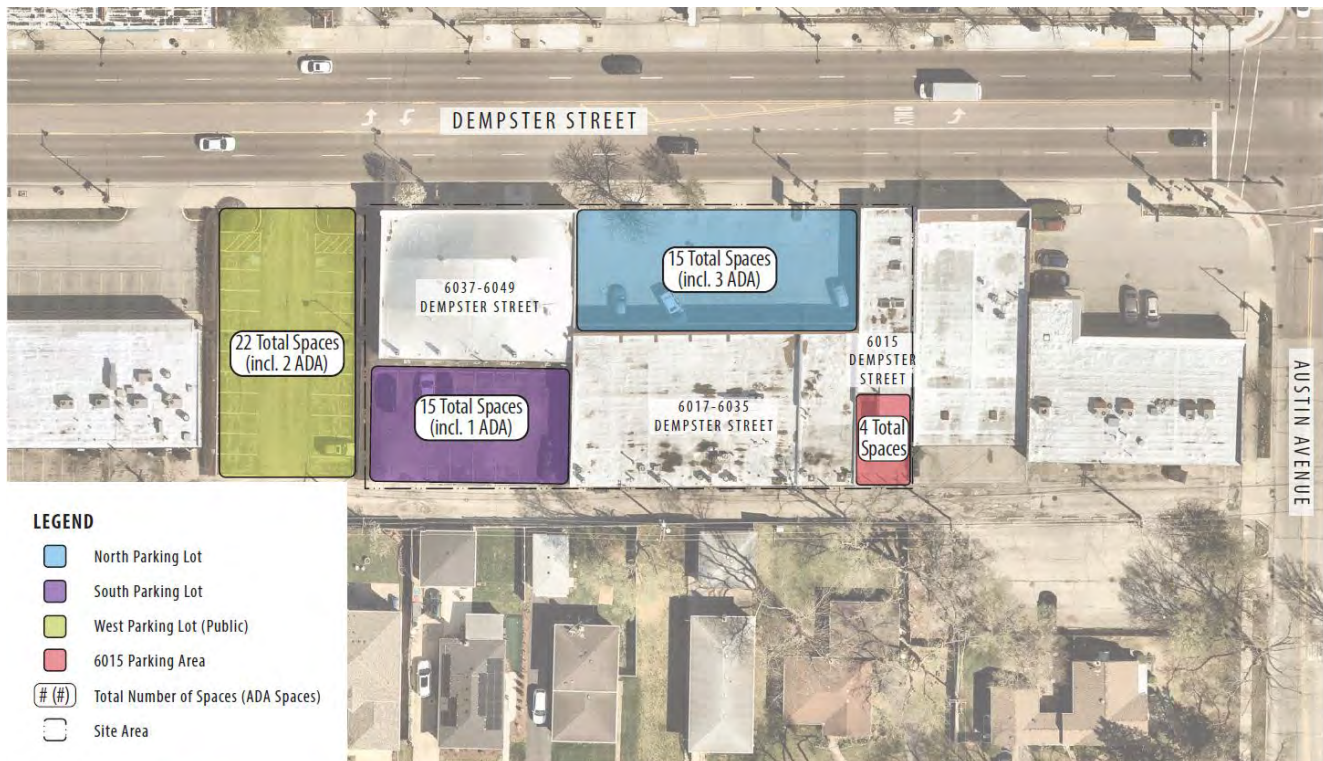 DEMPSTER STREET
ONLY
15 Total Spaces
(incl. 3 ADA)
6037-6049
DEMPSTER STREET
22 Total Spaces
(incl. 2 ADA)
6015
DEMPSTER
STREET
15 Total Spaces
(incl. 1 ADA)
6017-6035
DEMPSTER STREET
4 Total
Spaces
AUSTIN AVENUE
LEGEND
North Parking Lot
South Parking Lot
West Parking Lot (Public)
6015 Parking Area
# (#) Total Number of Spaces (ADA Spaces)
Site Area